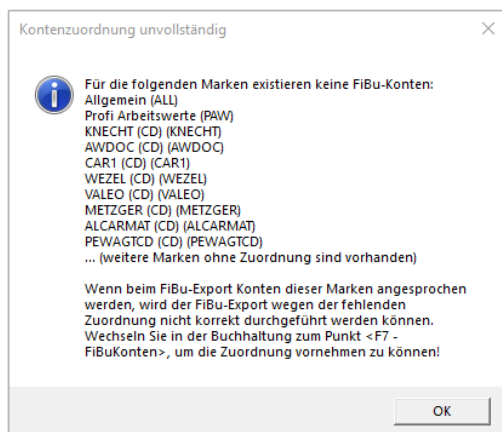 Kontenzuordnung unvollständig
Für die folgenden Marken existieren keine FiBu-Konten:
Allgemein (ALL)
Profi Arbeitswerte (PAW)
KNECHT (CD) (KNECHT)
AWDOC (CD) (AWDOC)
CAR1 (CD) (CAR1)
WEZEL (CD) (WEZEL)
VALEO (CD) (VALEO)
METZGER (CD) (METZGER)
ALCARMAT (CD) (ALCARMAT)
PEWAGTCD (CD) (PEWAGTCD)
... (weitere Marken ohne Zuordnung sind vorhanden)
Wenn beim FiBu-Export Konten dieser Marken angesprochen
werden, wird der FiBu-Export wegen der fehlenden
Zuordnung nicht korrekt durchgeführt werden können.
Wechseln Sie in der Buchhaltung zum Punkt <F7 -
FiBuKonten>, um die Zuordnung vornehmen zu können!
OK